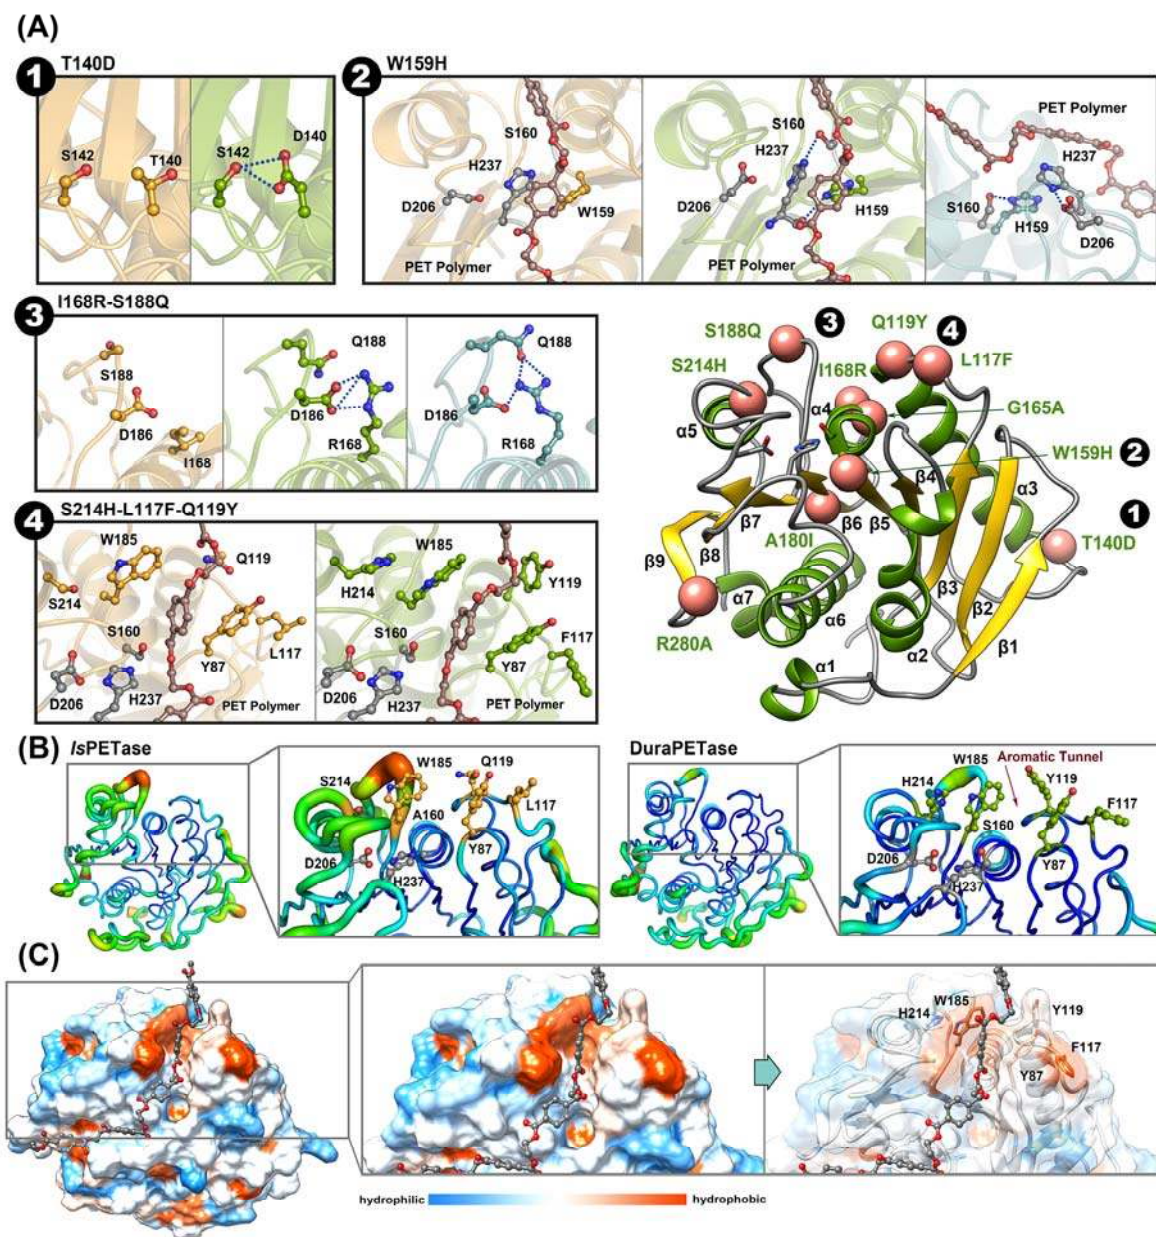 (A)
1 T140D
S142
T140
S142
D140
2 W159H
S160
H237
D206
W159
PET Polymer
S160
H237
D206
H159
PET Polymer
PET Polymer
H237
S160
H159
D206
3 I168R-S188Q
S188
D186
I168
Q188
D186
R168
Q188
D186
R168
4 S214H-L117F-Q119Y
W185
Q119
S214
S160
Y87
L117
D206
H237
PET Polymer
W185
H214
Y119
S160
F117
Y87
D206
H237
PET Polymer
S188Q
3
Q119Y
4
S214H
I168R
L117F
α4
G165A
α5
W159H
2
β4
α3
1
β7
β6
β5
T140D
A180I
β8
β9
β3
α7
β2
α6
R280A
α2
β1
α1
(B)
IsPETase
W185
Q119
S214
L117
A160
D206
Y87
H237
DuraPETase
W185
Aromatic Tunnel
H214
Y119
F117
S160
D206
Y87
H237
(C)
H214
W185
Y119
F117
Y87
hydrophilic
hydrophobic